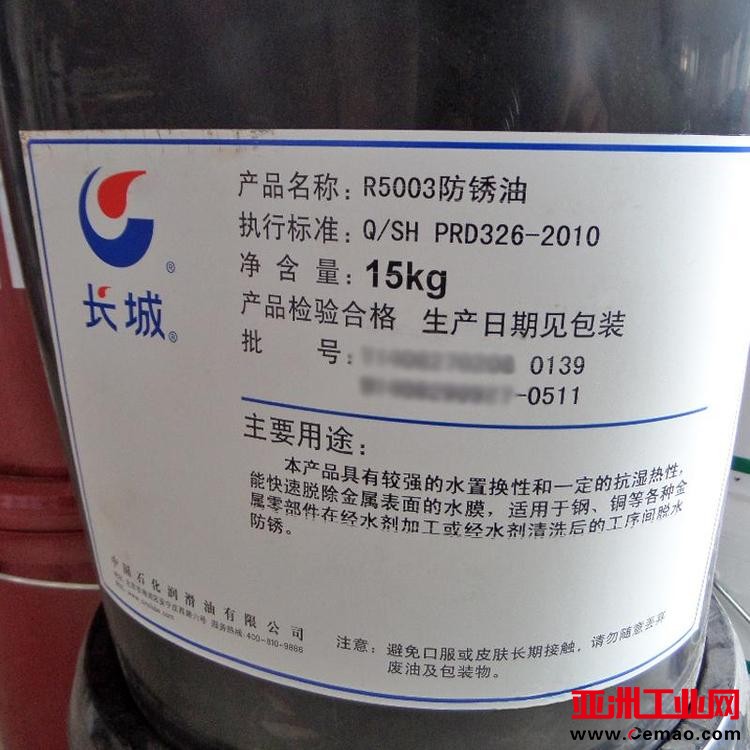 长城
®
®
产品名称: R5003防锈油
执行标准: Q/SH PRD326-2010
净含量: 15kg
产品检验合格 生产日期见包装
批 号: 0139
-0511
主要用途:
本产品具有较强的水置换性和一定的抗湿热性,
能快速脱除金属表面的水膜，适用于钢、铜等各种金
属零部件在经水剂加工或经水剂清洗后的工序间脱水
防锈。
中国石化润滑油有限公司
服务热线:400-810-9886
注意: 避免口服或皮肤长期接触, 请勿随意丢弃
废油及包装物。
亚洲工业网
www.Cemao.com